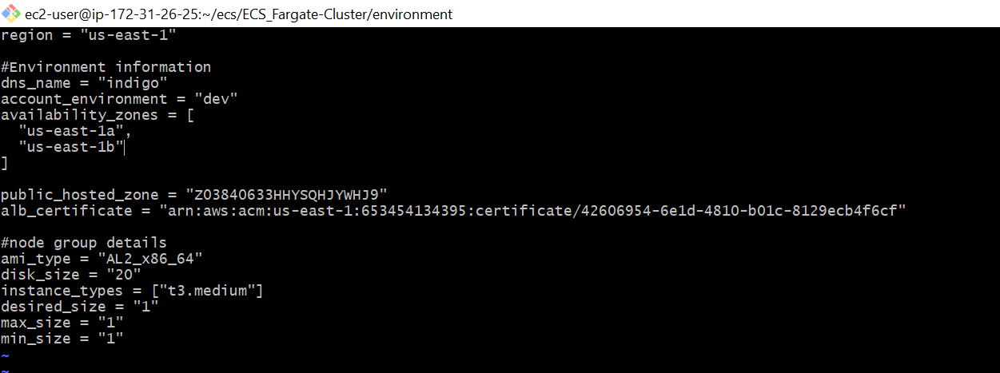 ec2-user@ip-172-31-26-25:~/ecs/ECS_Fargate-Cluster/environment
region = "us-east-1"
#Environment information
dns_name = "indigo"
account_environment = "dev"
availability_zones = [
  "us-east-1a",
  "us-east-1b"
]
public_hosted_zone = "Z03840633HHYSQHJYWHJ9"
alb_certificate = "arn:aws:acm:us-east-1:653454134395:certificate/42606954-6e1d-4810-b01c-8129ecb4f6cf"
#node group details
ami_type = "AL2_x86_64"
disk_size = "20"
instance_types = ["t3.medium"]
desired_size = "1"
max_size = "1"
min_size = "1"
~
~